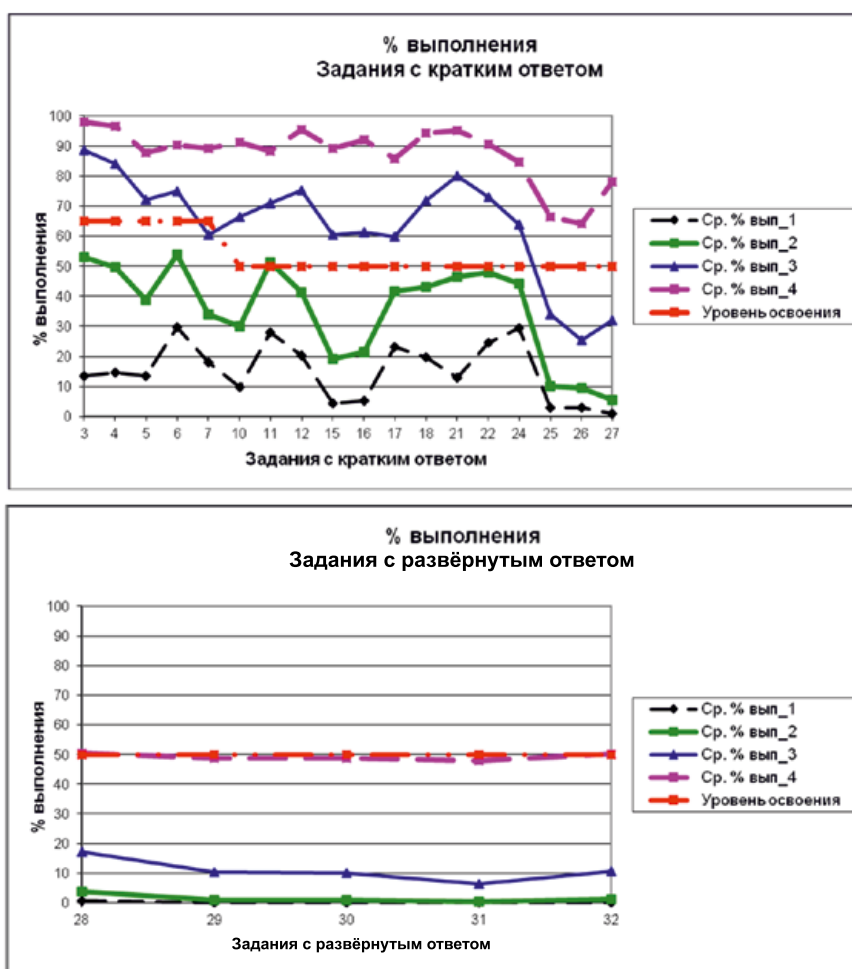 % выполнения
Задания с кратким ответом
100
90
80
70
60
50
40
30
20
10
0
% выполнения
3 4 5 6 7 10 11 12 15 16 17 18 21 22 24 25 26 27
Задания с кратким ответом
Ср. % вып_1
Ср. % вып_2
Ср. % вып_3
Ср. % вып_4
Уровень освоения
% выполнения
Задания с развёрнутым ответом
100
90
80
70
60
50
40
30
20
10
0
% выполнения
28 29 30 31 32
Задания с развёрнутым ответом
Ср. % вып_1
Ср. % вып_2
Ср. % вып_3
Ср. % вып_4
Уровень освоения